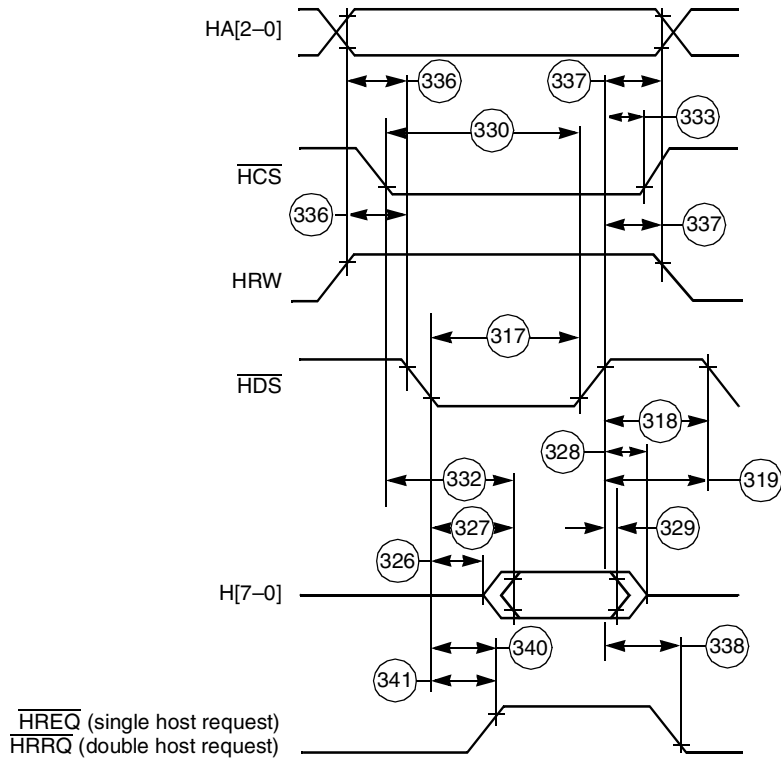 HA[2–0]
336
337
330
333
HCS
336
337
HRW
317
HDS
318
328
332
319
327
329
326
H[7–0]
340
338
341
HREQ (single host request)
HRRQ (double host request)